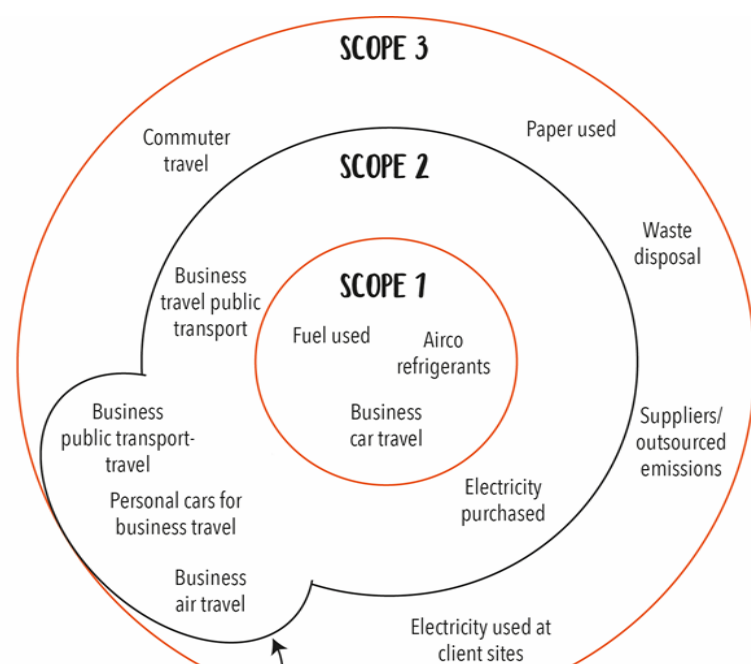 SCOPE 3
Commuter
travel
Paper used
SCOPE 2
Waste
disposal
Business
travel public
transport
SCOPE 1
Fuel used
Airco
refrigerants
Business
car travel
Suppliers/
outsourced
emissions
Business
public transport-
travel
Electricity
purchased
Personal cars for
business travel
Business
air travel
Electricity used at
client sites